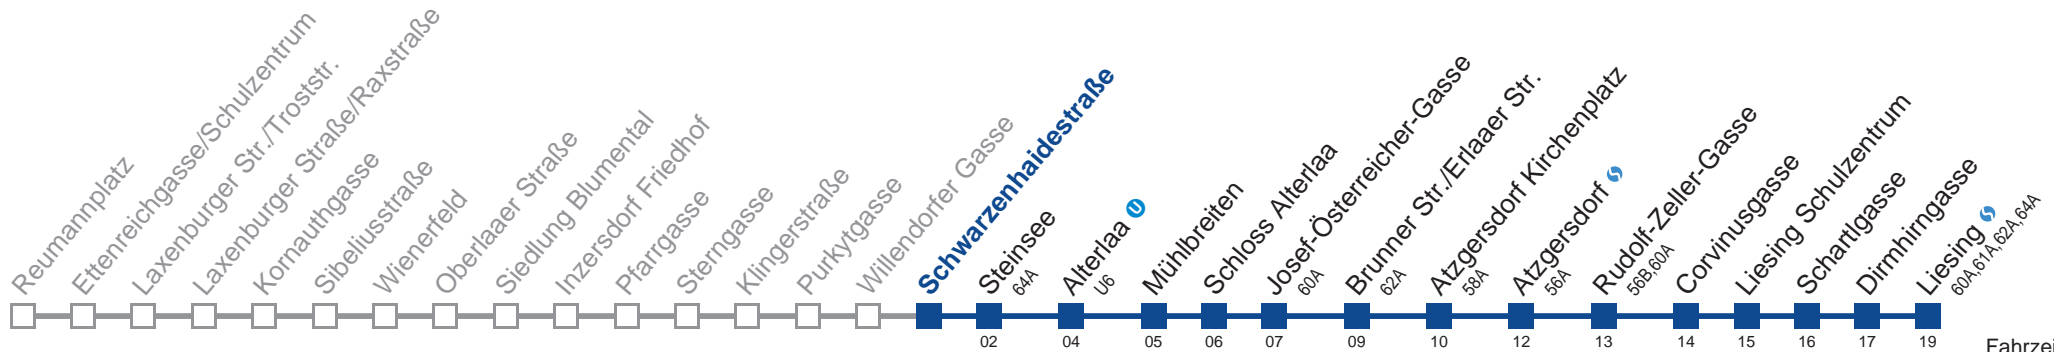 Reumannplatz
Ettenreichgasse/Schulzentrum
Laxenburger Str./Troststr.
Laxenburger Straße/Raxstraße
Kornauthgasse
Sibeliusstraße
Wienerfeld
Oberlaaer Straße
Siedlung Blumental
Inzersdorf Friedhof
Pfarrgasse
Sterngasse
Klingerstraße
Purkytgasse
Willendorfer Gasse
Schwarzenhaidestraße
Steinsee
64A
Alterlaa U
U6
Mühlbreiten
Schloss Alterlaa
Josef-Österreicher-Gasse
60A
Brunner Str./Erlaaer Str.
62A
Atzgersdorf Kirchenplatz
58A
Atzgersdorf S
56A
Rudolf-Zeller-Gasse
56B,60A
Corvinusgasse
Liesing Schulzentrum
Schartlgasse
Dirmhirngasse
Liesing S
60A,61A,62A,64A
02 04 05 06 07 09 10 12 13 14 15 16 17 19
Fahrzei